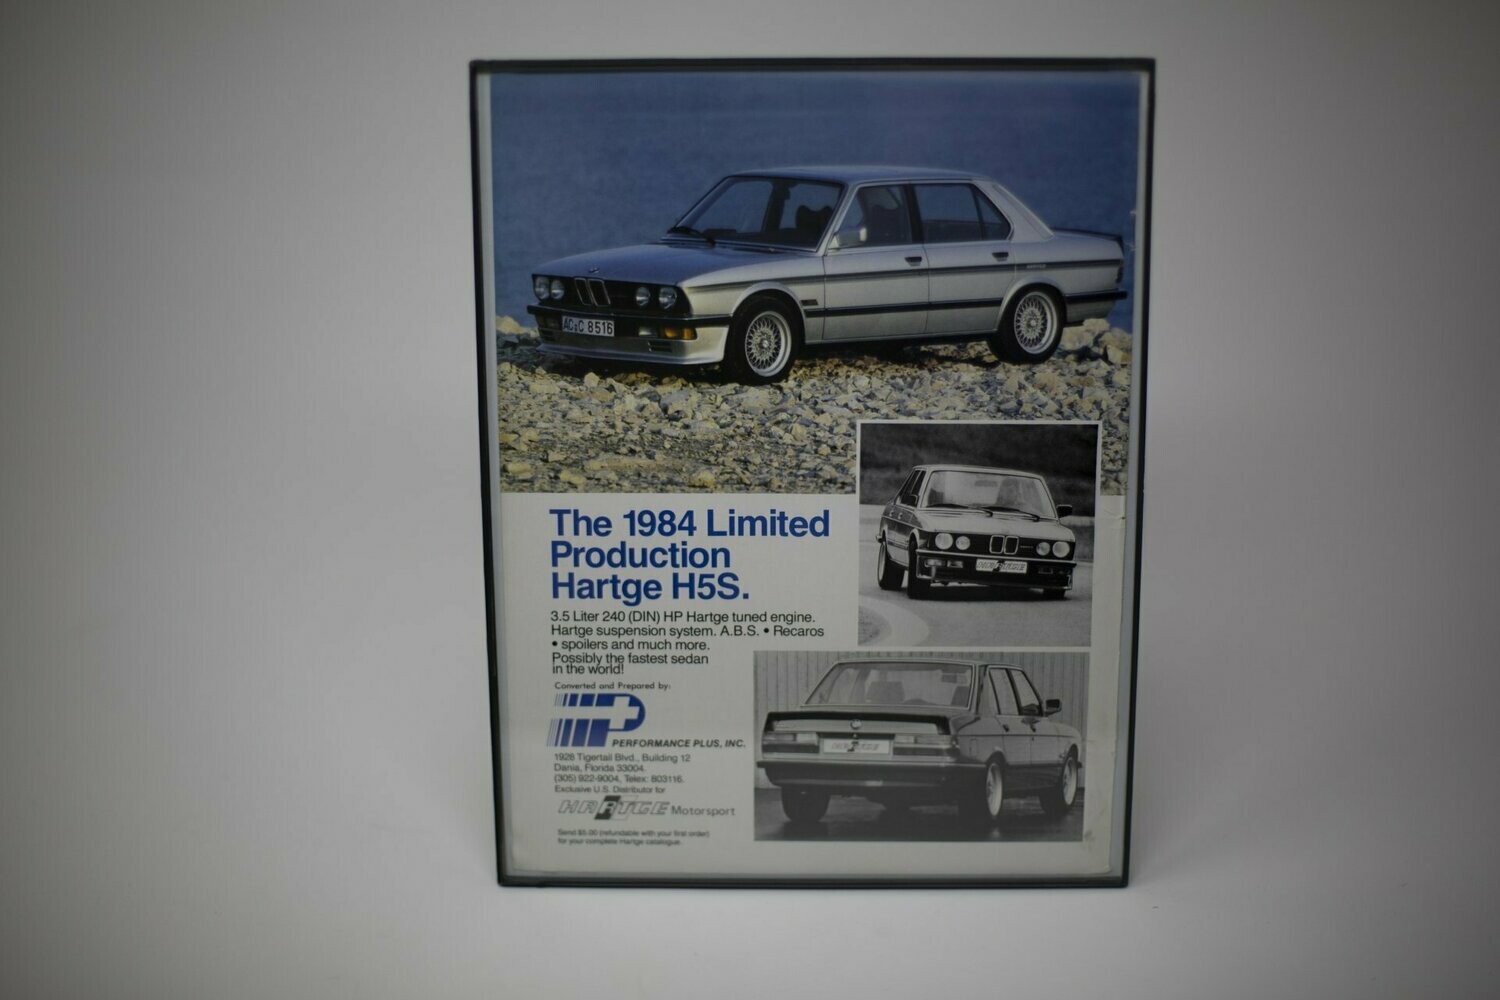 AC C 8516
The 1984 Limited
Production
Hartge H5S.
3.5 Liter 240 (DIN) HP Hartge tuned engine.
Hartge suspension system. A.B.S. • Recaros
• spoilers and much more.
Possibly the fastest sedan
in the world!
Converted and Prepared by:
PERFORMANCE PLUS, INC.
1928 Tigertail Blvd., Building 12
Dania, Florida 33004.
(305) 922-9004, Telex: 803116.
Exclusive U.S. Distributor for
HARTGE Motorsport
Send $5.00 (refundable with your first order)
for your complete Hartge catalogue.